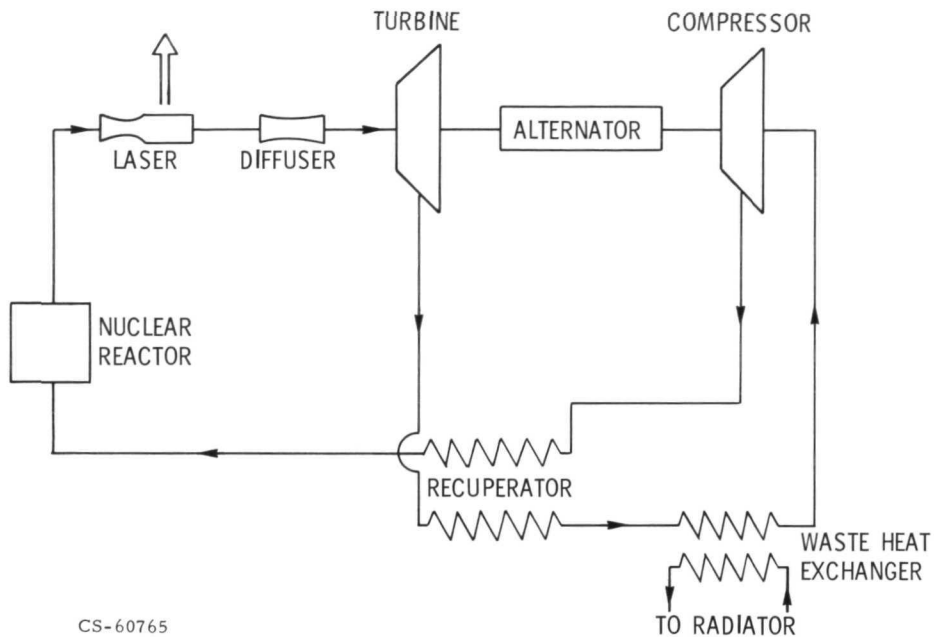 TURBINE
COMPRESSOR
LASER
DIFFUSER
ALTERNATOR
NUCLEAR
REACTOR
RECUPERATOR
WASTE HEAT
EXCHANGER
TO RADIATOR
CS-60765